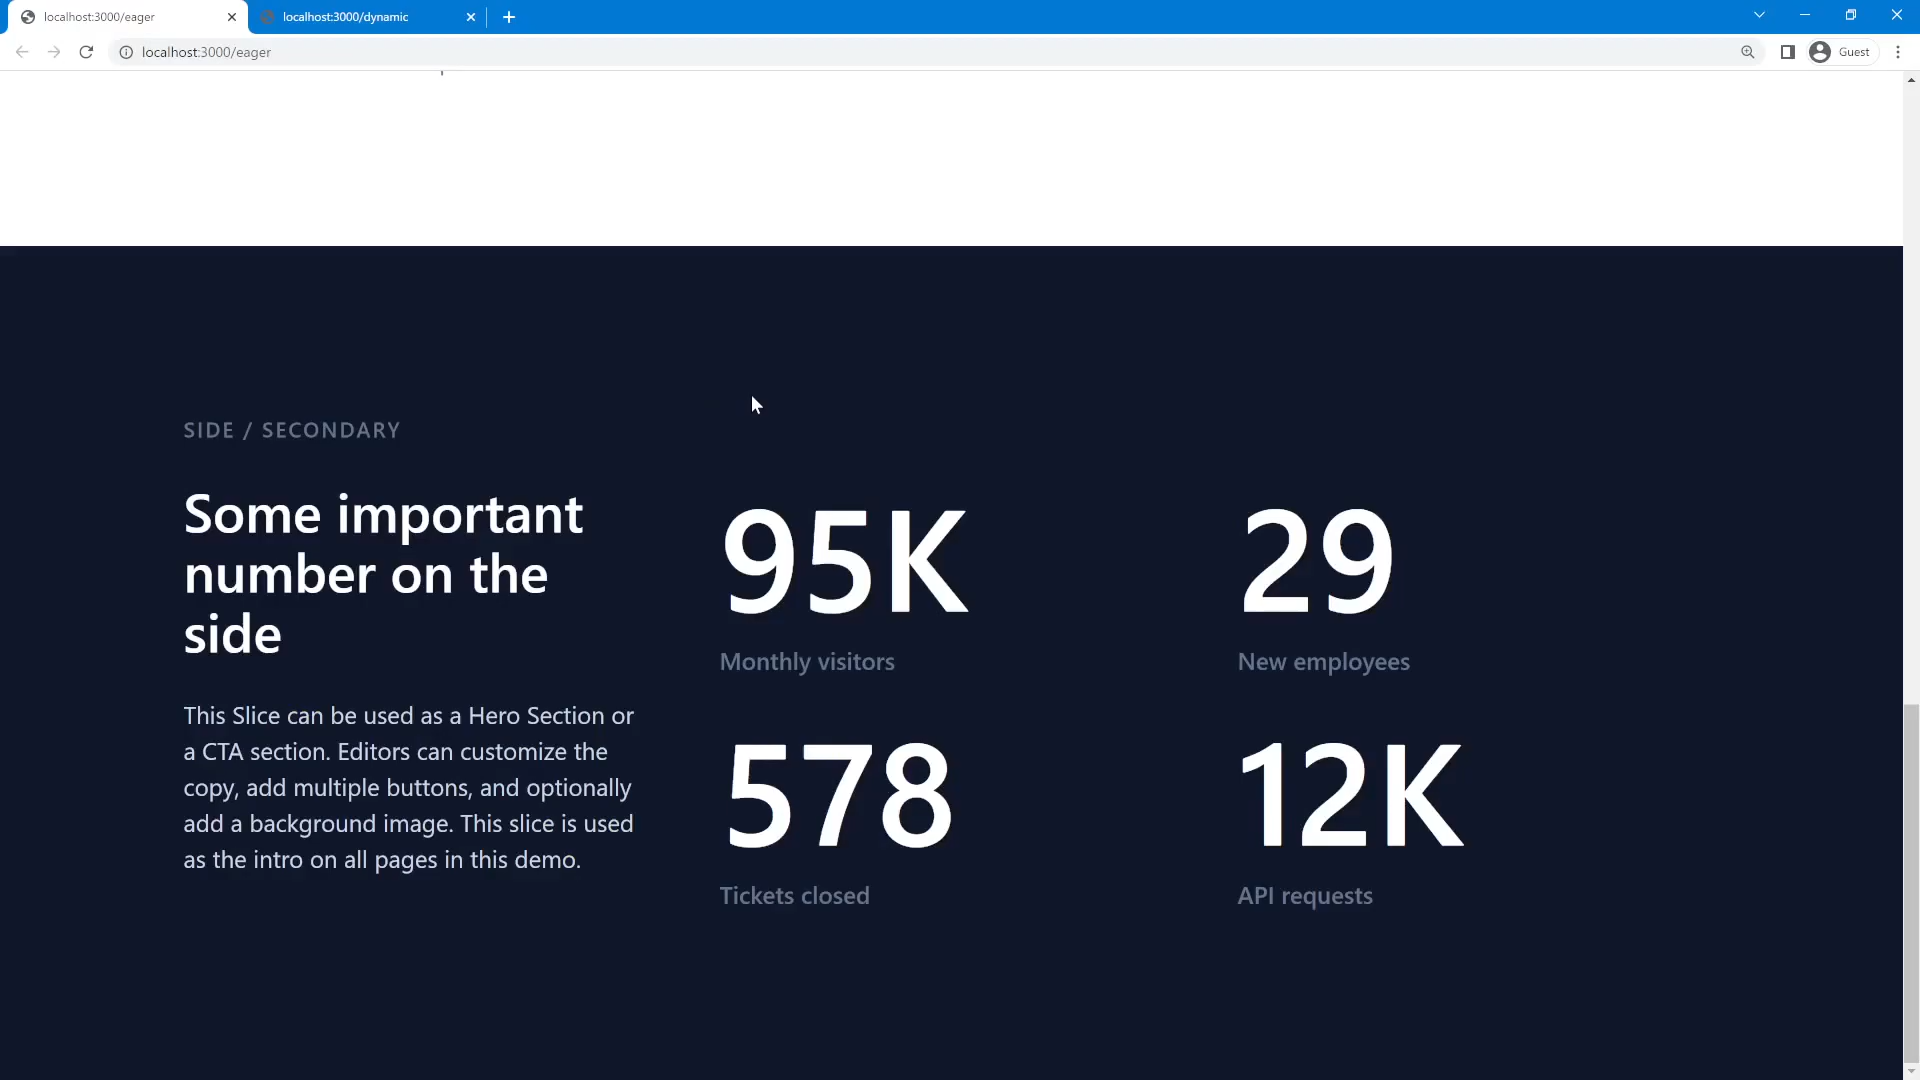 localhost:3000/eager
localhost:3000/dynamic
localhost:3000/eager
Guest
SIDE / SECONDARY
Some important
number on the
side
This Slice can be used as a Hero Section or
a CTA section. Editors can customize the
copy, add multiple buttons, and optionally
add a background image. This slice is used
as the intro on all pages in this demo.
95K
Monthly visitors
29
New employees
578
Tickets closed
12K
API requests